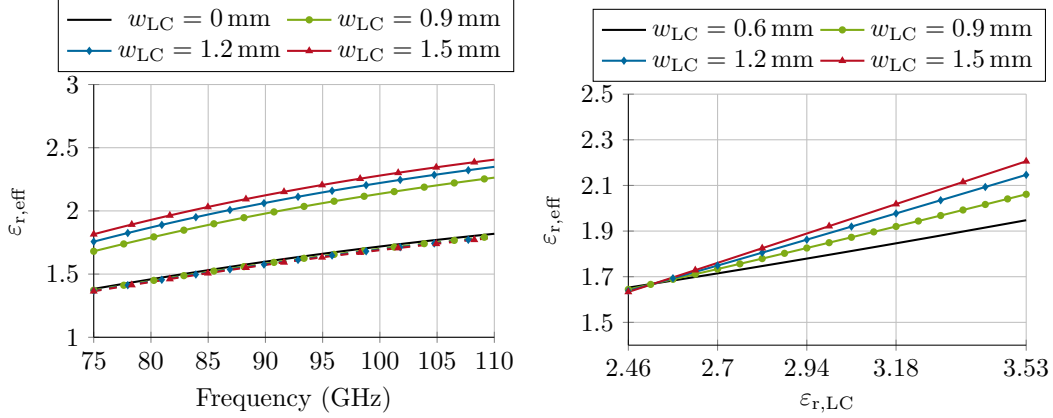 w_LC = 0 mm w_LC = 0.9 mm
w_LC = 1.2 mm w_LC = 1.5 mm
3
2.5
2
1.5
1
ε_r,eff
75 80 85 90 95 100 105 110
Frequency (GHz)
w_LC = 0.6 mm w_LC = 0.9 mm
w_LC = 1.2 mm w_LC = 1.5 mm
2.5
2.3
2.1
1.9
1.7
1.5
ε_r,eff
2.46 2.7 2.94 3.18 3.53
ε_r,LC